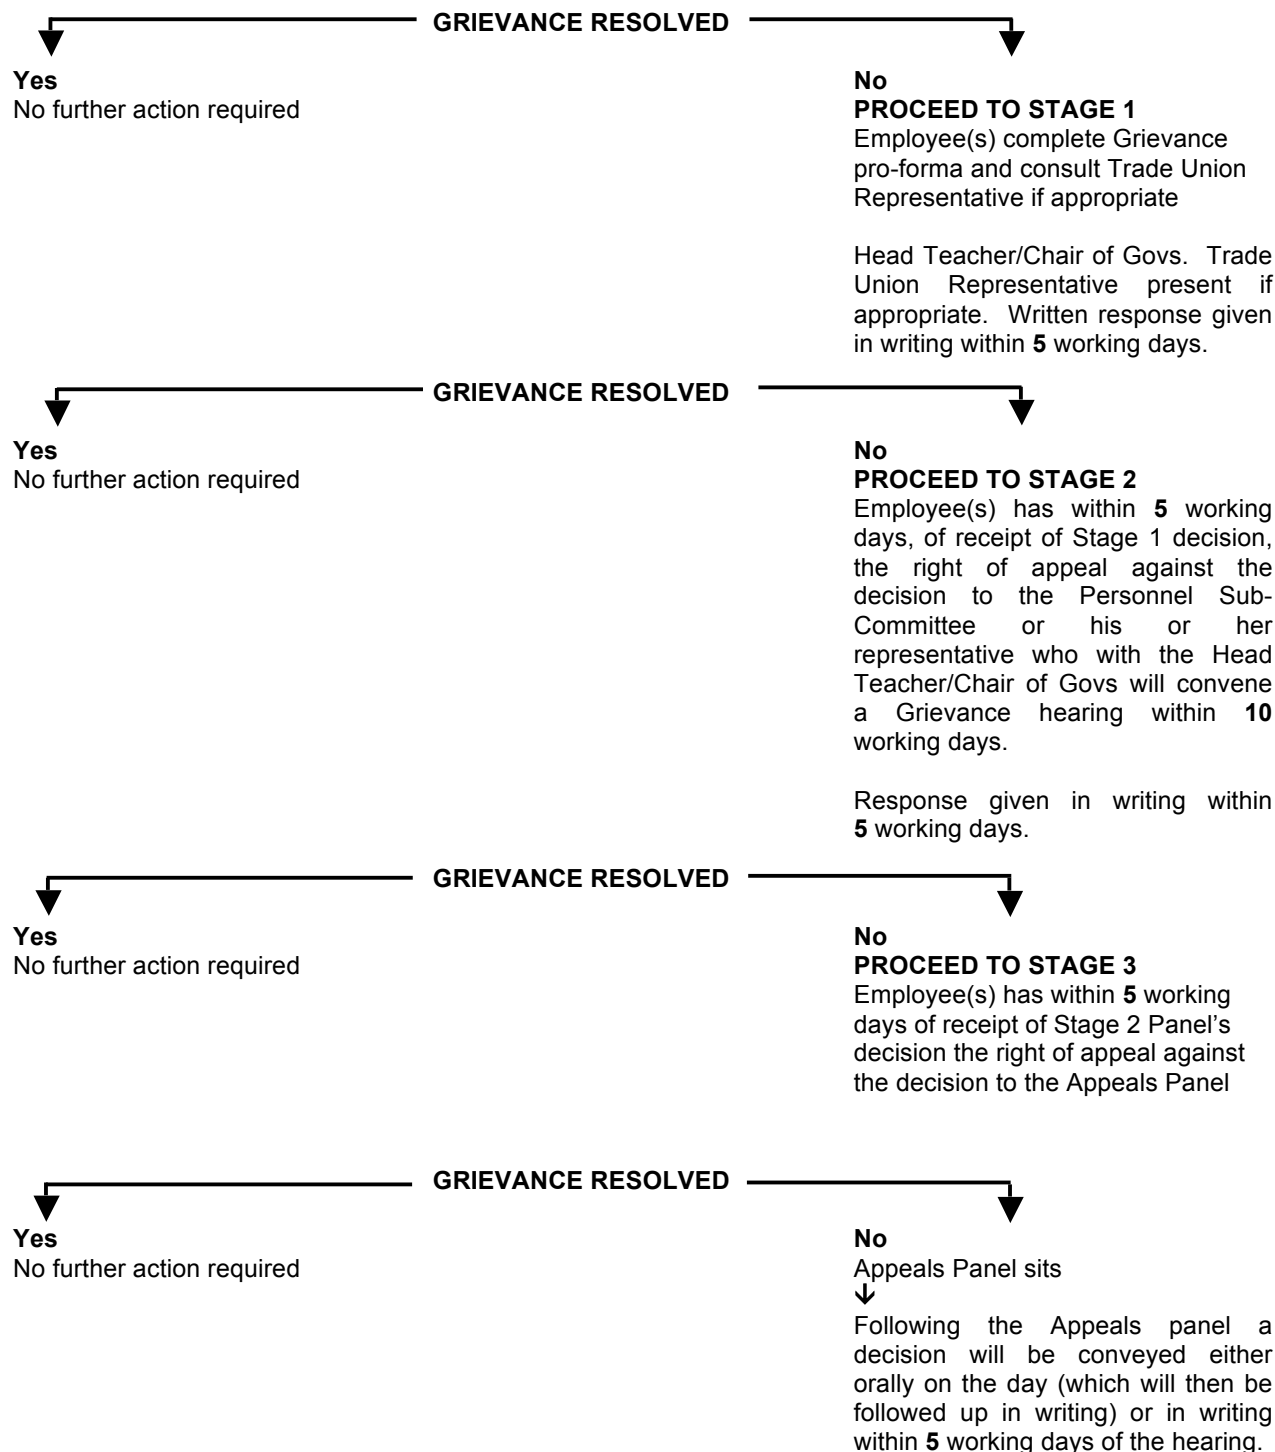 GRIEVANCE RESOLVED
Yes
No further action required
No
PROCEED TO STAGE 1
Employee(s) complete Grievance
pro-forma and consult Trade Union
Representative if appropriate
Head Teacher/Chair of Govs. Trade
Union Representative present if
appropriate. Written response given
in writing within 5 working days.
GRIEVANCE RESOLVED
Yes
No further action required
No
PROCEED TO STAGE 2
Employee(s) has within 5 working
days, of receipt of Stage 1 decision,
the right of appeal against the
decision to the Personnel Sub-
Committee or his or her
representative who with the Head
Teacher/Chair of Govs will convene
a Grievance hearing within 10
working days.
Response given in writing within
5 working days.
GRIEVANCE RESOLVED
Yes
No further action required
No
PROCEED TO STAGE 3
Employee(s) has within 5 working
days of receipt of Stage 2 Panel's
decision the right of appeal against
the decision to the Appeals Panel
GRIEVANCE RESOLVED
Yes
No further action required
No
Appeals Panel sits
Following the Appeals panel a
decision will be conveyed either
orally on the day (which will then be
followed up in writing) or in writing
within 5 working days of the hearing.